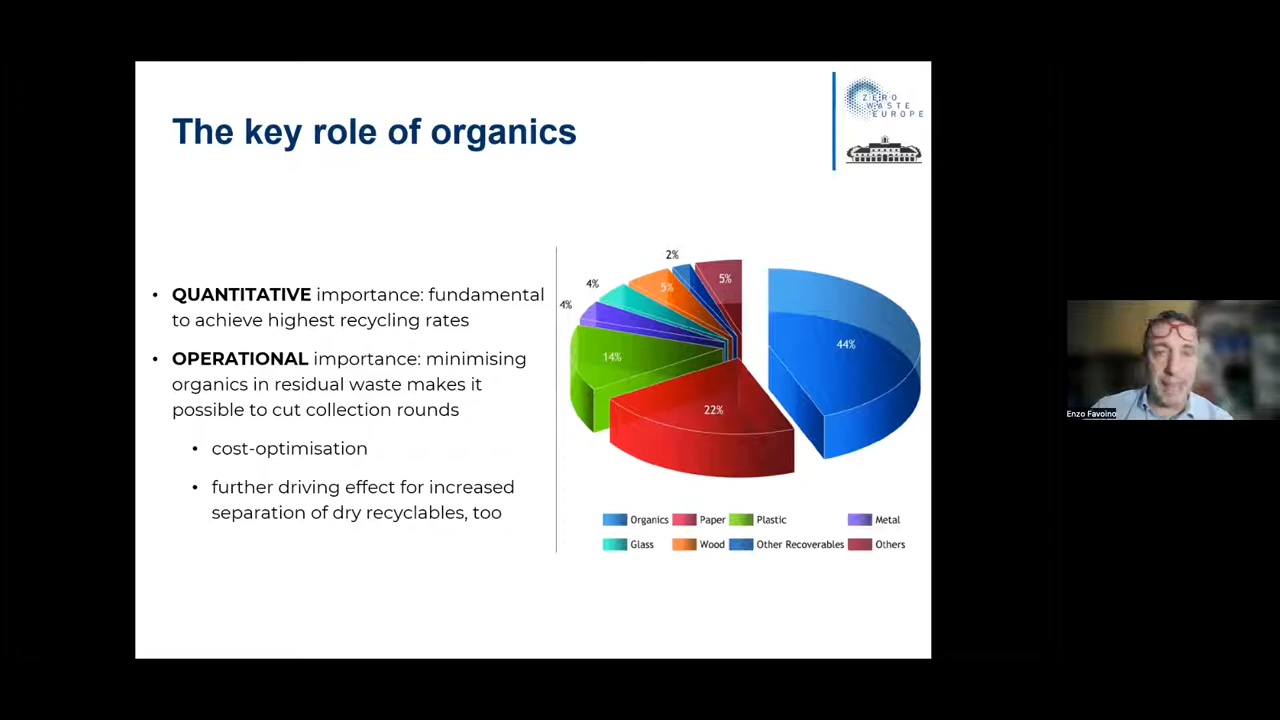 The key role of organics
ZERO
WASTE
EUROPE
• QUANTITATIVE importance: fundamental
to achieve highest recycling rates
• OPERATIONAL importance: minimising
organics in residual waste makes it
possible to cut collection rounds
• cost-optimisation
• further driving effect for increased
separation of dry recyclables, too
2%
5%
4%
5%
4%
44%
14%
22%
Organics Paper Plastic Metal
Glass Wood Other Recoverables Others
Enzo Favoino